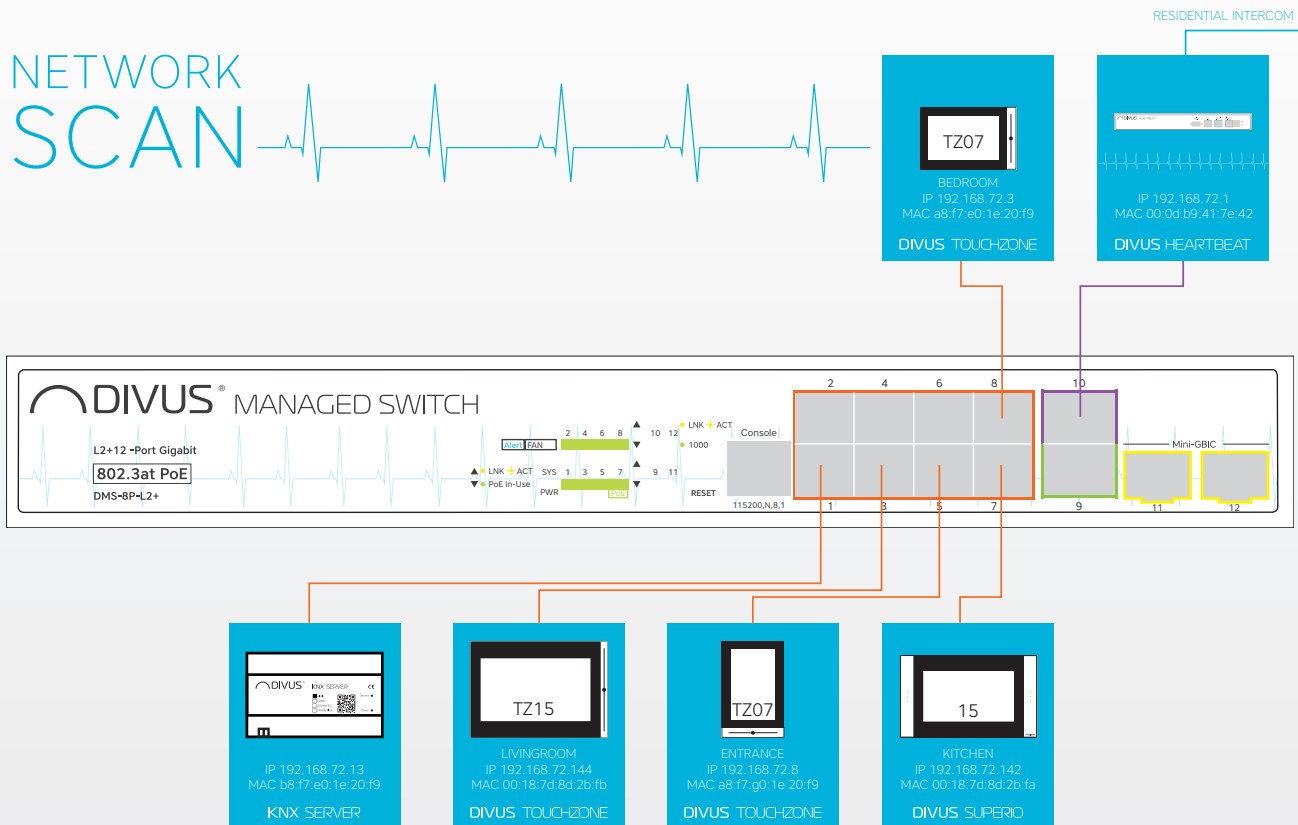 RESIDENTIAL INTERCOM
NETWORK
SCAN
TZ07
BEDROOM
IP 192.168.72.3
MAC a8:f7:e0:1e:20:f9
DIVUS TOUCHZONE
DIVUS HEARTBEAT
IP 192.168.72.1
MAC 00:0d:b9:41:7e:42
DIVUS HEARTBEAT
DIVUS® MANAGED SWITCH
L2+12 -Port Gigabit
802.3at PoE
DMS-8P-L2+
Alert FAN
2 4 6 8 10 12
LNK ACT
1000
LNK ACT
PoE In-Use
SYS 1 3 5 7 9 11
PWR
PoE
RESET
Console
115200,N,8,1
2 4 6 8 10
1 3 5 7 9
Mini-GBIC
11 12
DIVUS® KNX SERVER CE
IP 192.168.72.13
MAC b8:f7:e0:1e:20:f9
KNX SERVER
TZ15
LIVINGROOM
IP 192.168.72.144
MAC 00:18:7d:8d:2b:fb
DIVUS TOUCHZONE
TZ07
ENTRANCE
IP 192.168.72.8
MAC a8:f7:g0:1e:20:f9
DIVUS TOUCHZONE
15
KITCHEN
IP 192.168.72.142
MAC 00:18:7d:8d:2b:fa
DIVUS SUPERIO